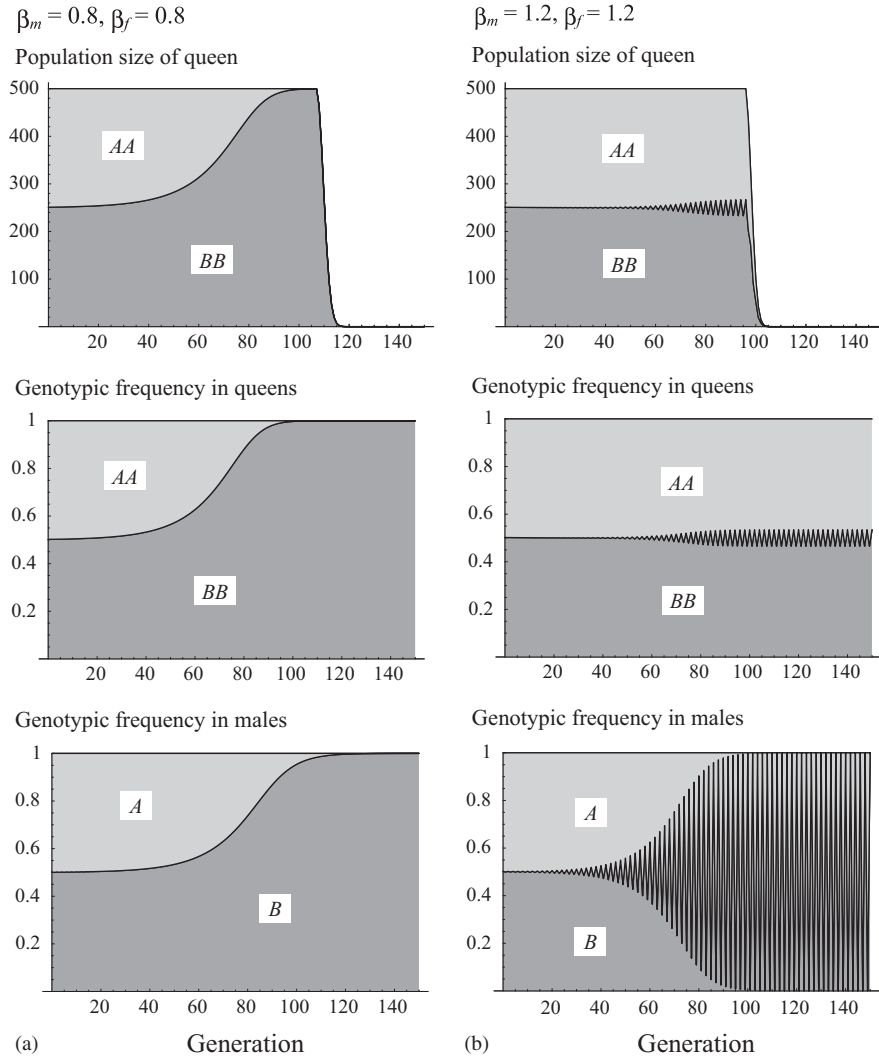 βm = 0.8, βf = 0.8
Population size of queen
500
400
300
200
100
AA
BB
20 40 60 80 100 120 140
Genotypic frequency in queens
1
0.8
0.6
0.4
0.2
AA
BB
20 40 60 80 100 120 140
Genotypic frequency in males
1
0.8
0.6
0.4
0.2
A
B
20 40 60 80 100 120 140
(a) Generation
βm = 1.2, βf = 1.2
Population size of queen
500
400
300
200
100
AA
BB
20 40 60 80 100 120 140
Genotypic frequency in queens
1
0.8
0.6
0.4
0.2
AA
BB
20 40 60 80 100 120 140
Genotypic frequency in males
1
0.8
0.6
0.4
0.2
A
B
20 40 60 80 100 120 140
(b) Generation